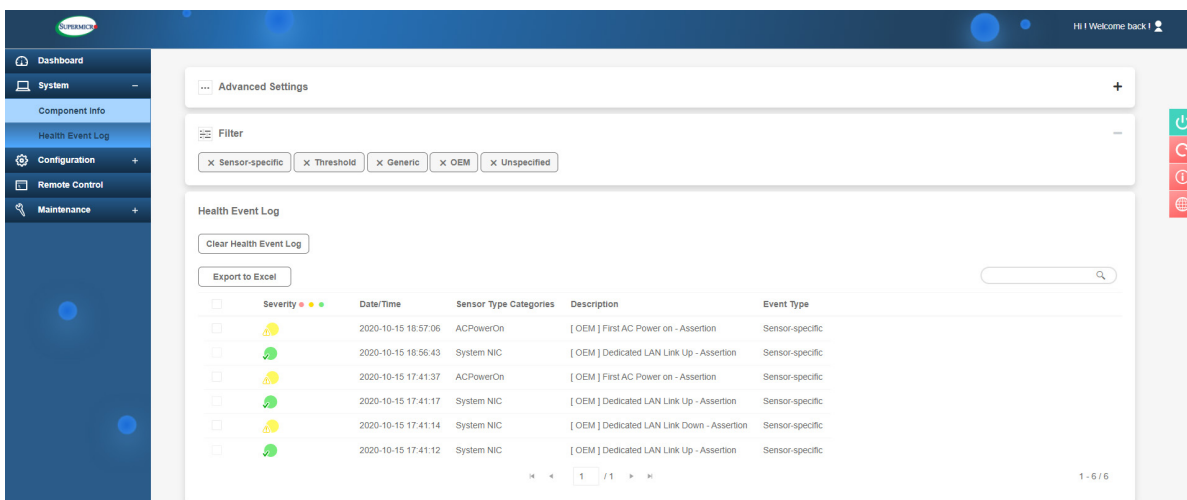 SUPERMICR
Hi ! Welcome back !
Dashboard
System −
Component Info
Health Event Log
Configuration +
Remote Control
Maintenance +
Advanced Settings +
Filter −
× Sensor-specific × Threshold × Generic × OEM × Unspecified
Health Event Log
Clear Health Event Log
Export to Excel
Severity Date/Time Sensor Type Categories Description Event Type
2020-10-15 18:57:06 ACPowerOn [ OEM ] First AC Power on - Assertion Sensor-specific
2020-10-15 18:56:43 System NIC [ OEM ] Dedicated LAN Link Up - Assertion Sensor-specific
2020-10-15 17:41:37 ACPowerOn [ OEM ] First AC Power on - Assertion Sensor-specific
2020-10-15 17:41:17 System NIC [ OEM ] Dedicated LAN Link Up - Assertion Sensor-specific
2020-10-15 17:41:14 System NIC [ OEM ] Dedicated LAN Link Down - Assertion Sensor-specific
2020-10-15 17:41:12 System NIC [ OEM ] Dedicated LAN Link Up - Assertion Sensor-specific
1 / 1 1 - 6 / 6